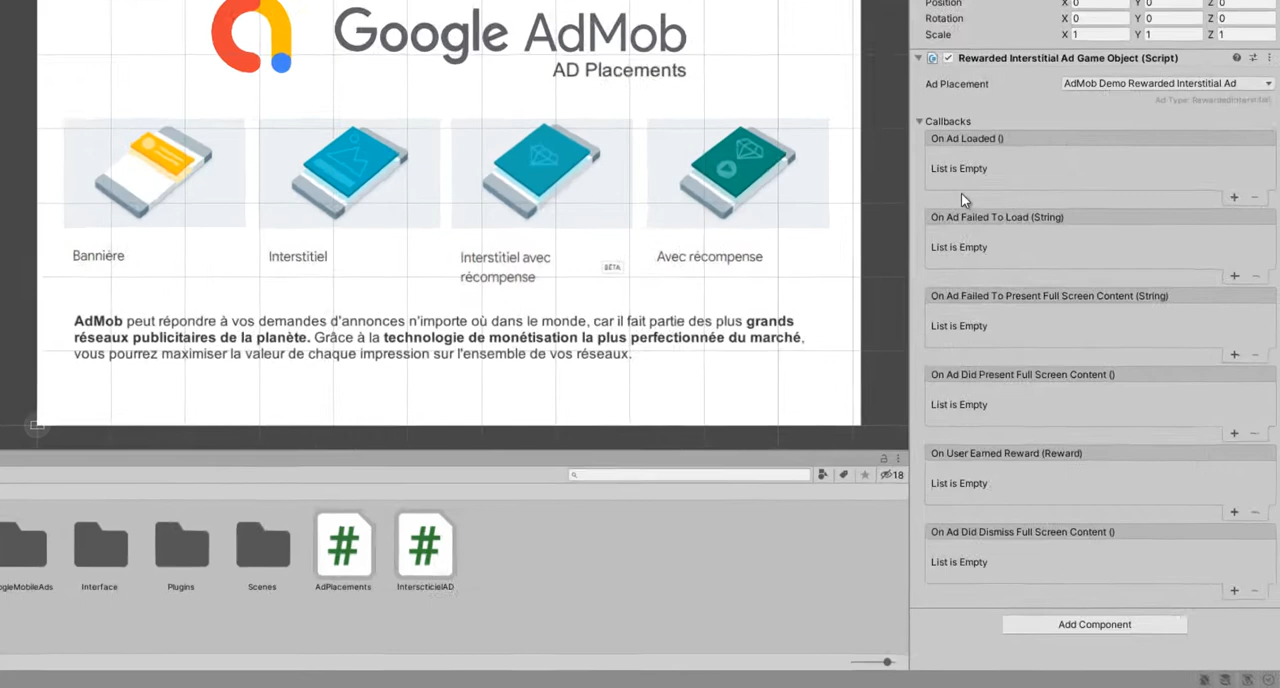 Google AdMob
AD Placements
Bannière
Interstitiel
Interstitiel avec
récompense
BÊTA
Avec récompense
AdMob peut répondre à vos demandes d'annonces n'importe où dans le monde, car il fait partie des plus grands
réseaux publicitaires de la planète. Grâce à la technologie de monétisation la plus perfectionnée du marché,
vous pourrez maximiser la valeur de chaque impression sur l'ensemble de vos réseaux.
Position X 0 Y 0 Z 0
Rotation X 0 Y 0 Z 0
Scale X 1 Y 1 Z 1
Rewarded Interstitial Ad Game Object (Script)
Ad Placement AdMob Demo Rewarded Interstitial Ad
Ad Type: RewardedInterstitial
Callbacks
On Ad Loaded ()
List is Empty
+ −
On Ad Failed To Load (String)
List is Empty
+ −
On Ad Failed To Present Full Screen Content (String)
List is Empty
+ −
On Ad Did Present Full Screen Content ()
List is Empty
+ −
On User Earned Reward (Reward)
List is Empty
+ −
On Ad Did Dismiss Full Screen Content ()
List is Empty
+ −
Add Component
18
ogleMobileAds
Interface
Plugins
Scenes
#
AdPlacements
#
InterscticielAD